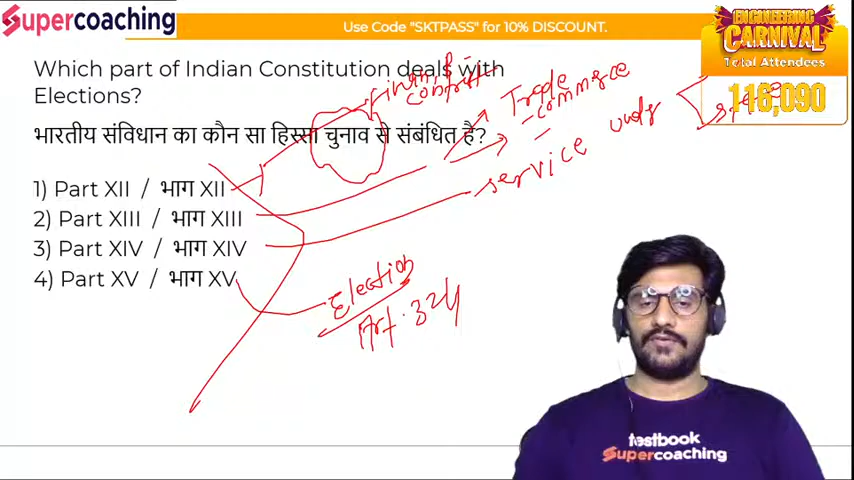 Supercoaching
Use Code "SKTPASS" for 10% DISCOUNT.
ENGINEERING
CARNIVAL
Total Attendees
116,090
Which part of Indian Constitution deals with
Elections?
भारतीय संविधान का कौन सा हिस्सा चुनाव से संबंधित है?
1) Part XII / भाग XII
2) Part XIII / भाग XIII
3) Part XIV / भाग XIV
4) Part XV / भाग XV
Trade
commerce
service
Election
Art. 324
testbook
Supercoaching